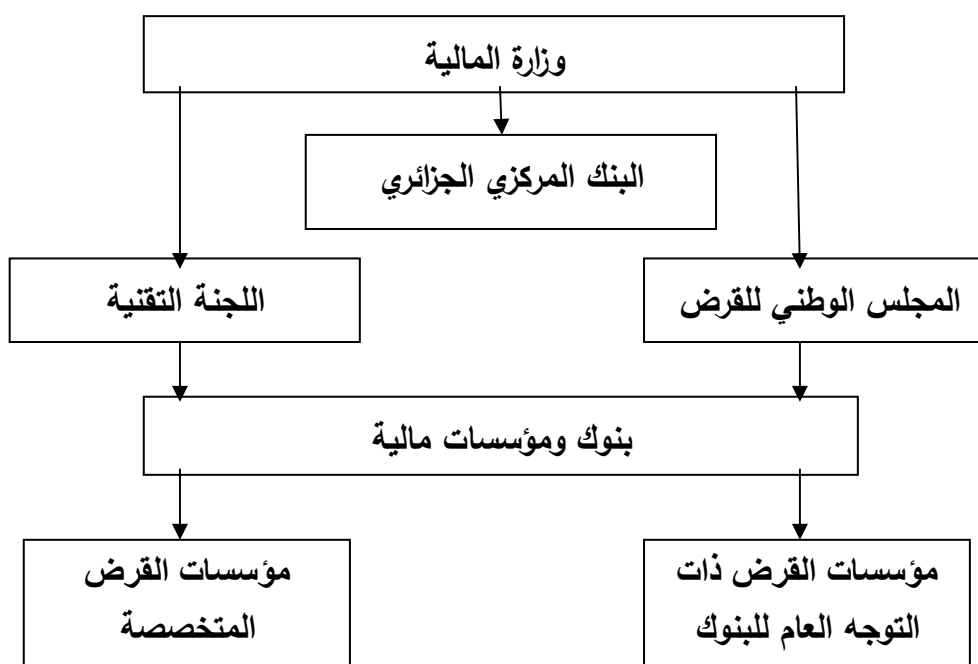 وزارة المالية
البنك المركزي الجزائري
المجلس الوطني للقرض
اللجنة التقنية
بنوك ومؤسسات مالية
مؤسسات القرض ذات
التوجه العام للبنوك
مؤسسات القرض
المتخصصة